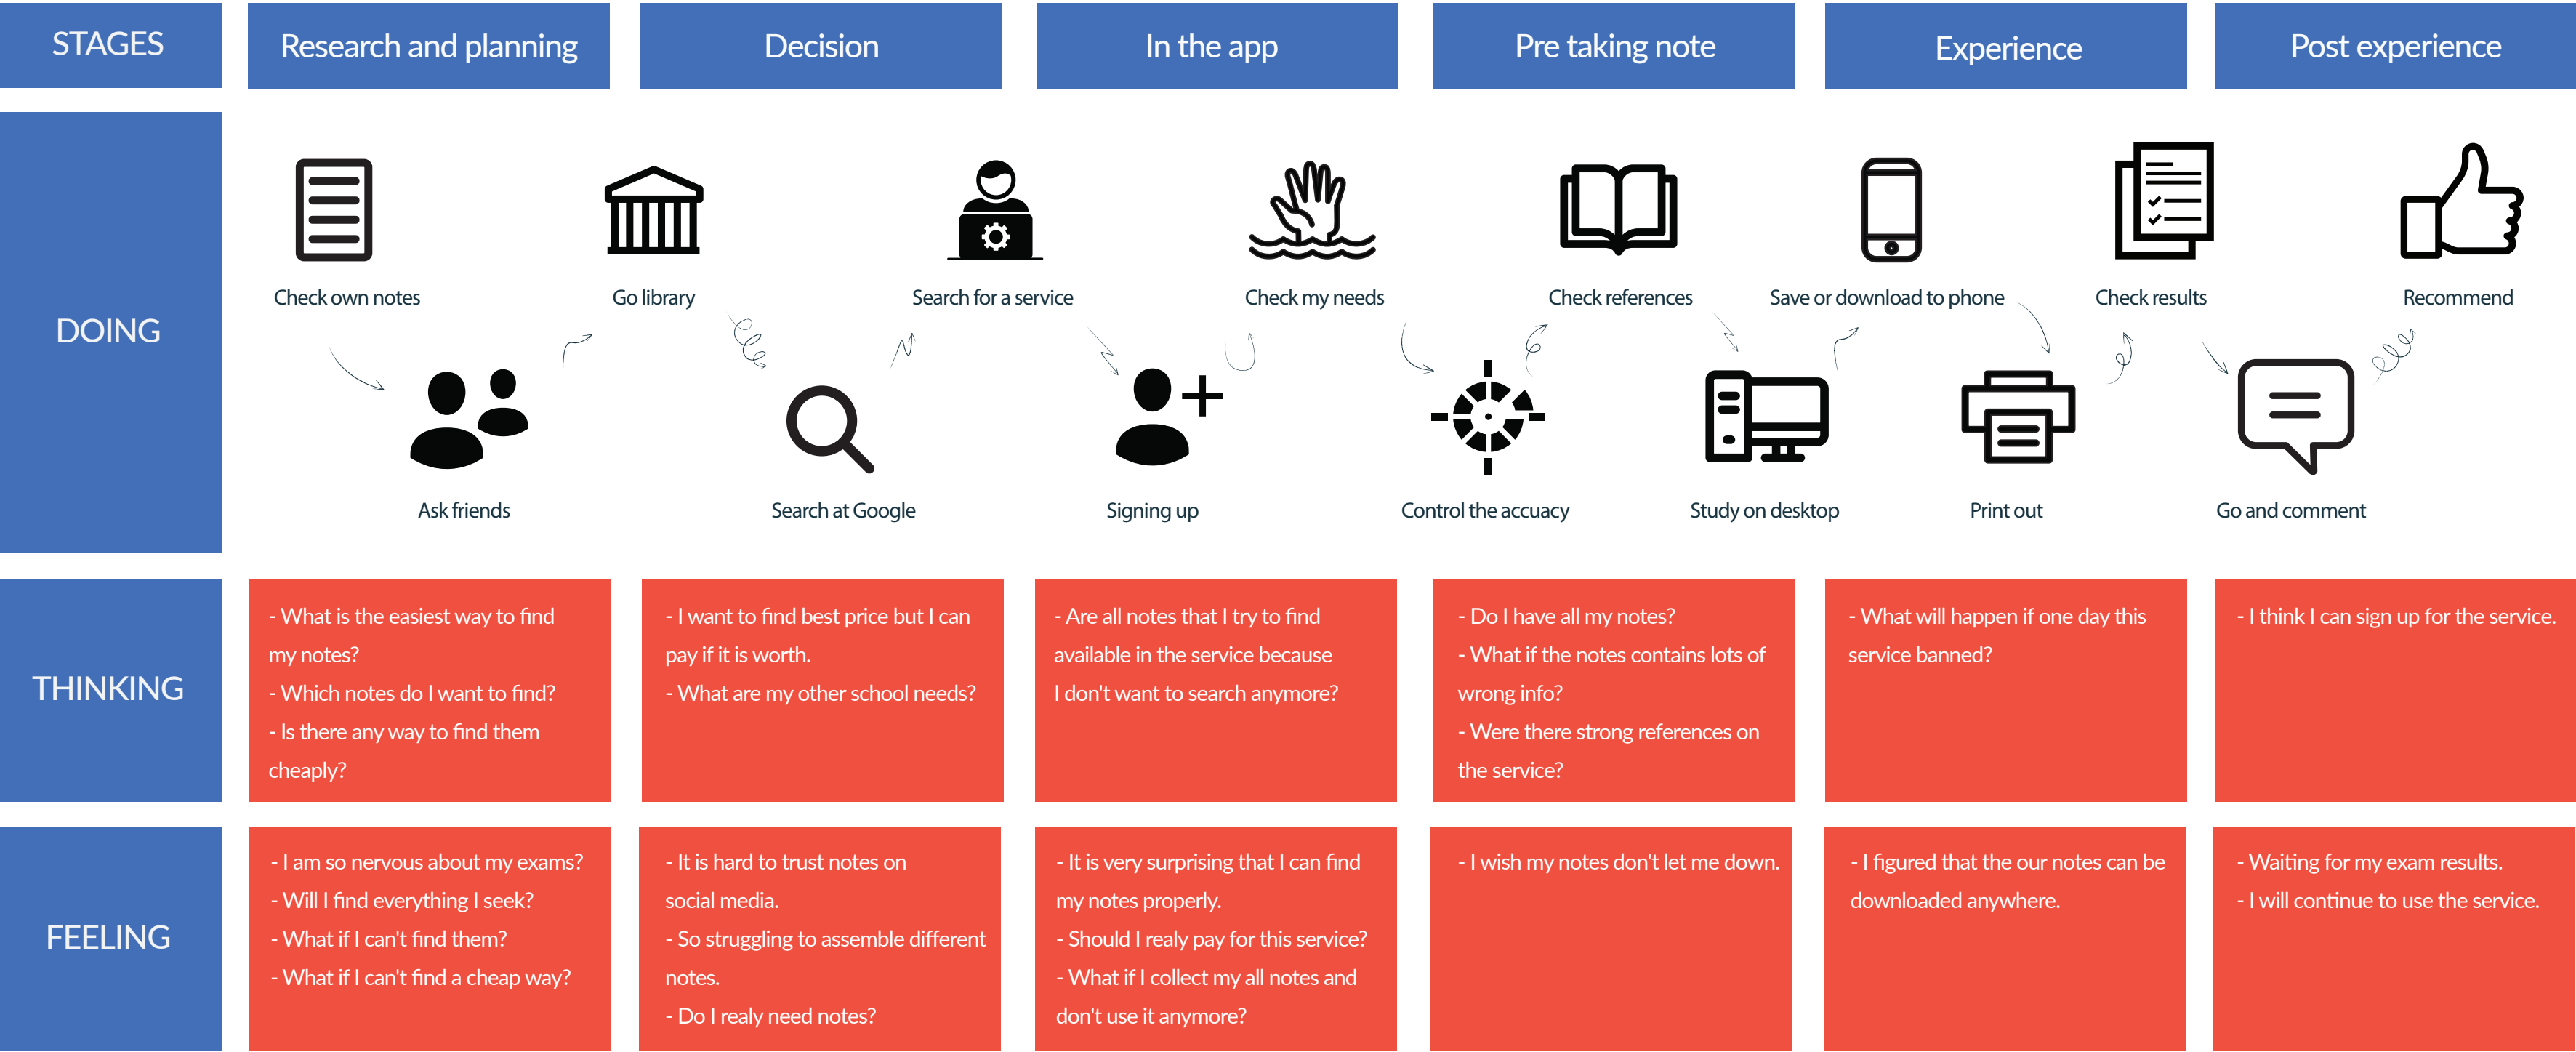 STAGES
Research and planning
Decision
In the app
Pre taking note
Experience
Post experience
DOING
Check own notes
Go library
Search for a service
Check my needs
Check references
Save or download to phone
Check results
Recommend
Ask friends
Search at Google
Signing up
Control the accuacy
Study on desktop
Print out
Go and comment
THINKING
- What is the easiest way to find
my notes?
- Which notes do I want to find?
- Is there any way to find them
cheaply?
- I want to find best price but I can
pay if it is worth.
- What are my other school needs?
- Are all notes that I try to find
available in the service because
I don't want to search anymore?
- Do I have all my notes?
- What if the notes contains lots of
wrong info?
- Were there strong references on
the service?
- What will happen if one day this
service banned?
- I think I can sign up for the service.
FEELING
- I am so nervous about my exams?
- Will I find everything I seek?
- What if I can't find them?
- What if I can't find a cheap way?
- It is hard to trust notes on
social media.
- So struggling to assemble different
notes.
- Do I realy need notes?
- It is very surprising that I can find
my notes properly.
- Should I realy pay for this service?
- What if I collect my all notes and
don't use it anymore?
- I wish my notes don't let me down.
- I figured that the our notes can be
downloaded anywhere.
- Waiting for my exam results.
- I will continue to use the service.